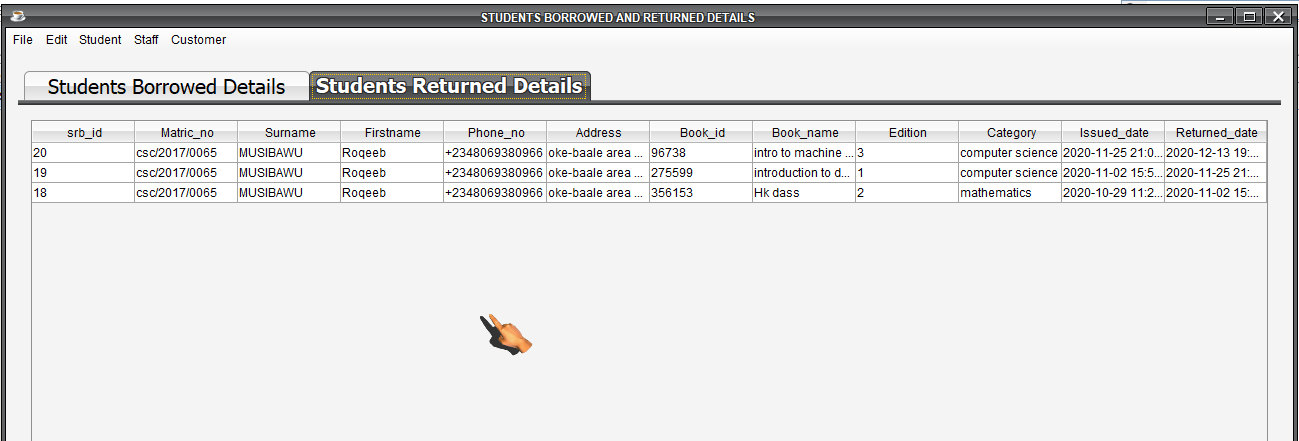 STUDENTS BORROWED AND RETURNED DETAILS
File Edit Student Staff Customer
Students Borrowed Details Students Returned Details
srb_id Matric_no Surname Firstname Phone_no Address Book_id Book_name Edition Category Issued_date Returned_date
20 csc/2017/0065 MUSIBAWU Roqeeb +2348069380966 oke-baale area ... 96738 intro to machine ... 3 computer science 2020-11-25 21:0... 2020-12-13 19:...
19 csc/2017/0065 MUSIBAWU Roqeeb +2348069380966 oke-baale area ... 275599 introduction to d... 1 computer science 2020-11-02 15:5... 2020-11-25 21:...
18 csc/2017/0065 MUSIBAWU Roqeeb +2348069380966 oke-baale area ... 356153 Hk dass 2 mathematics 2020-10-29 11:2... 2020-11-02 15:...